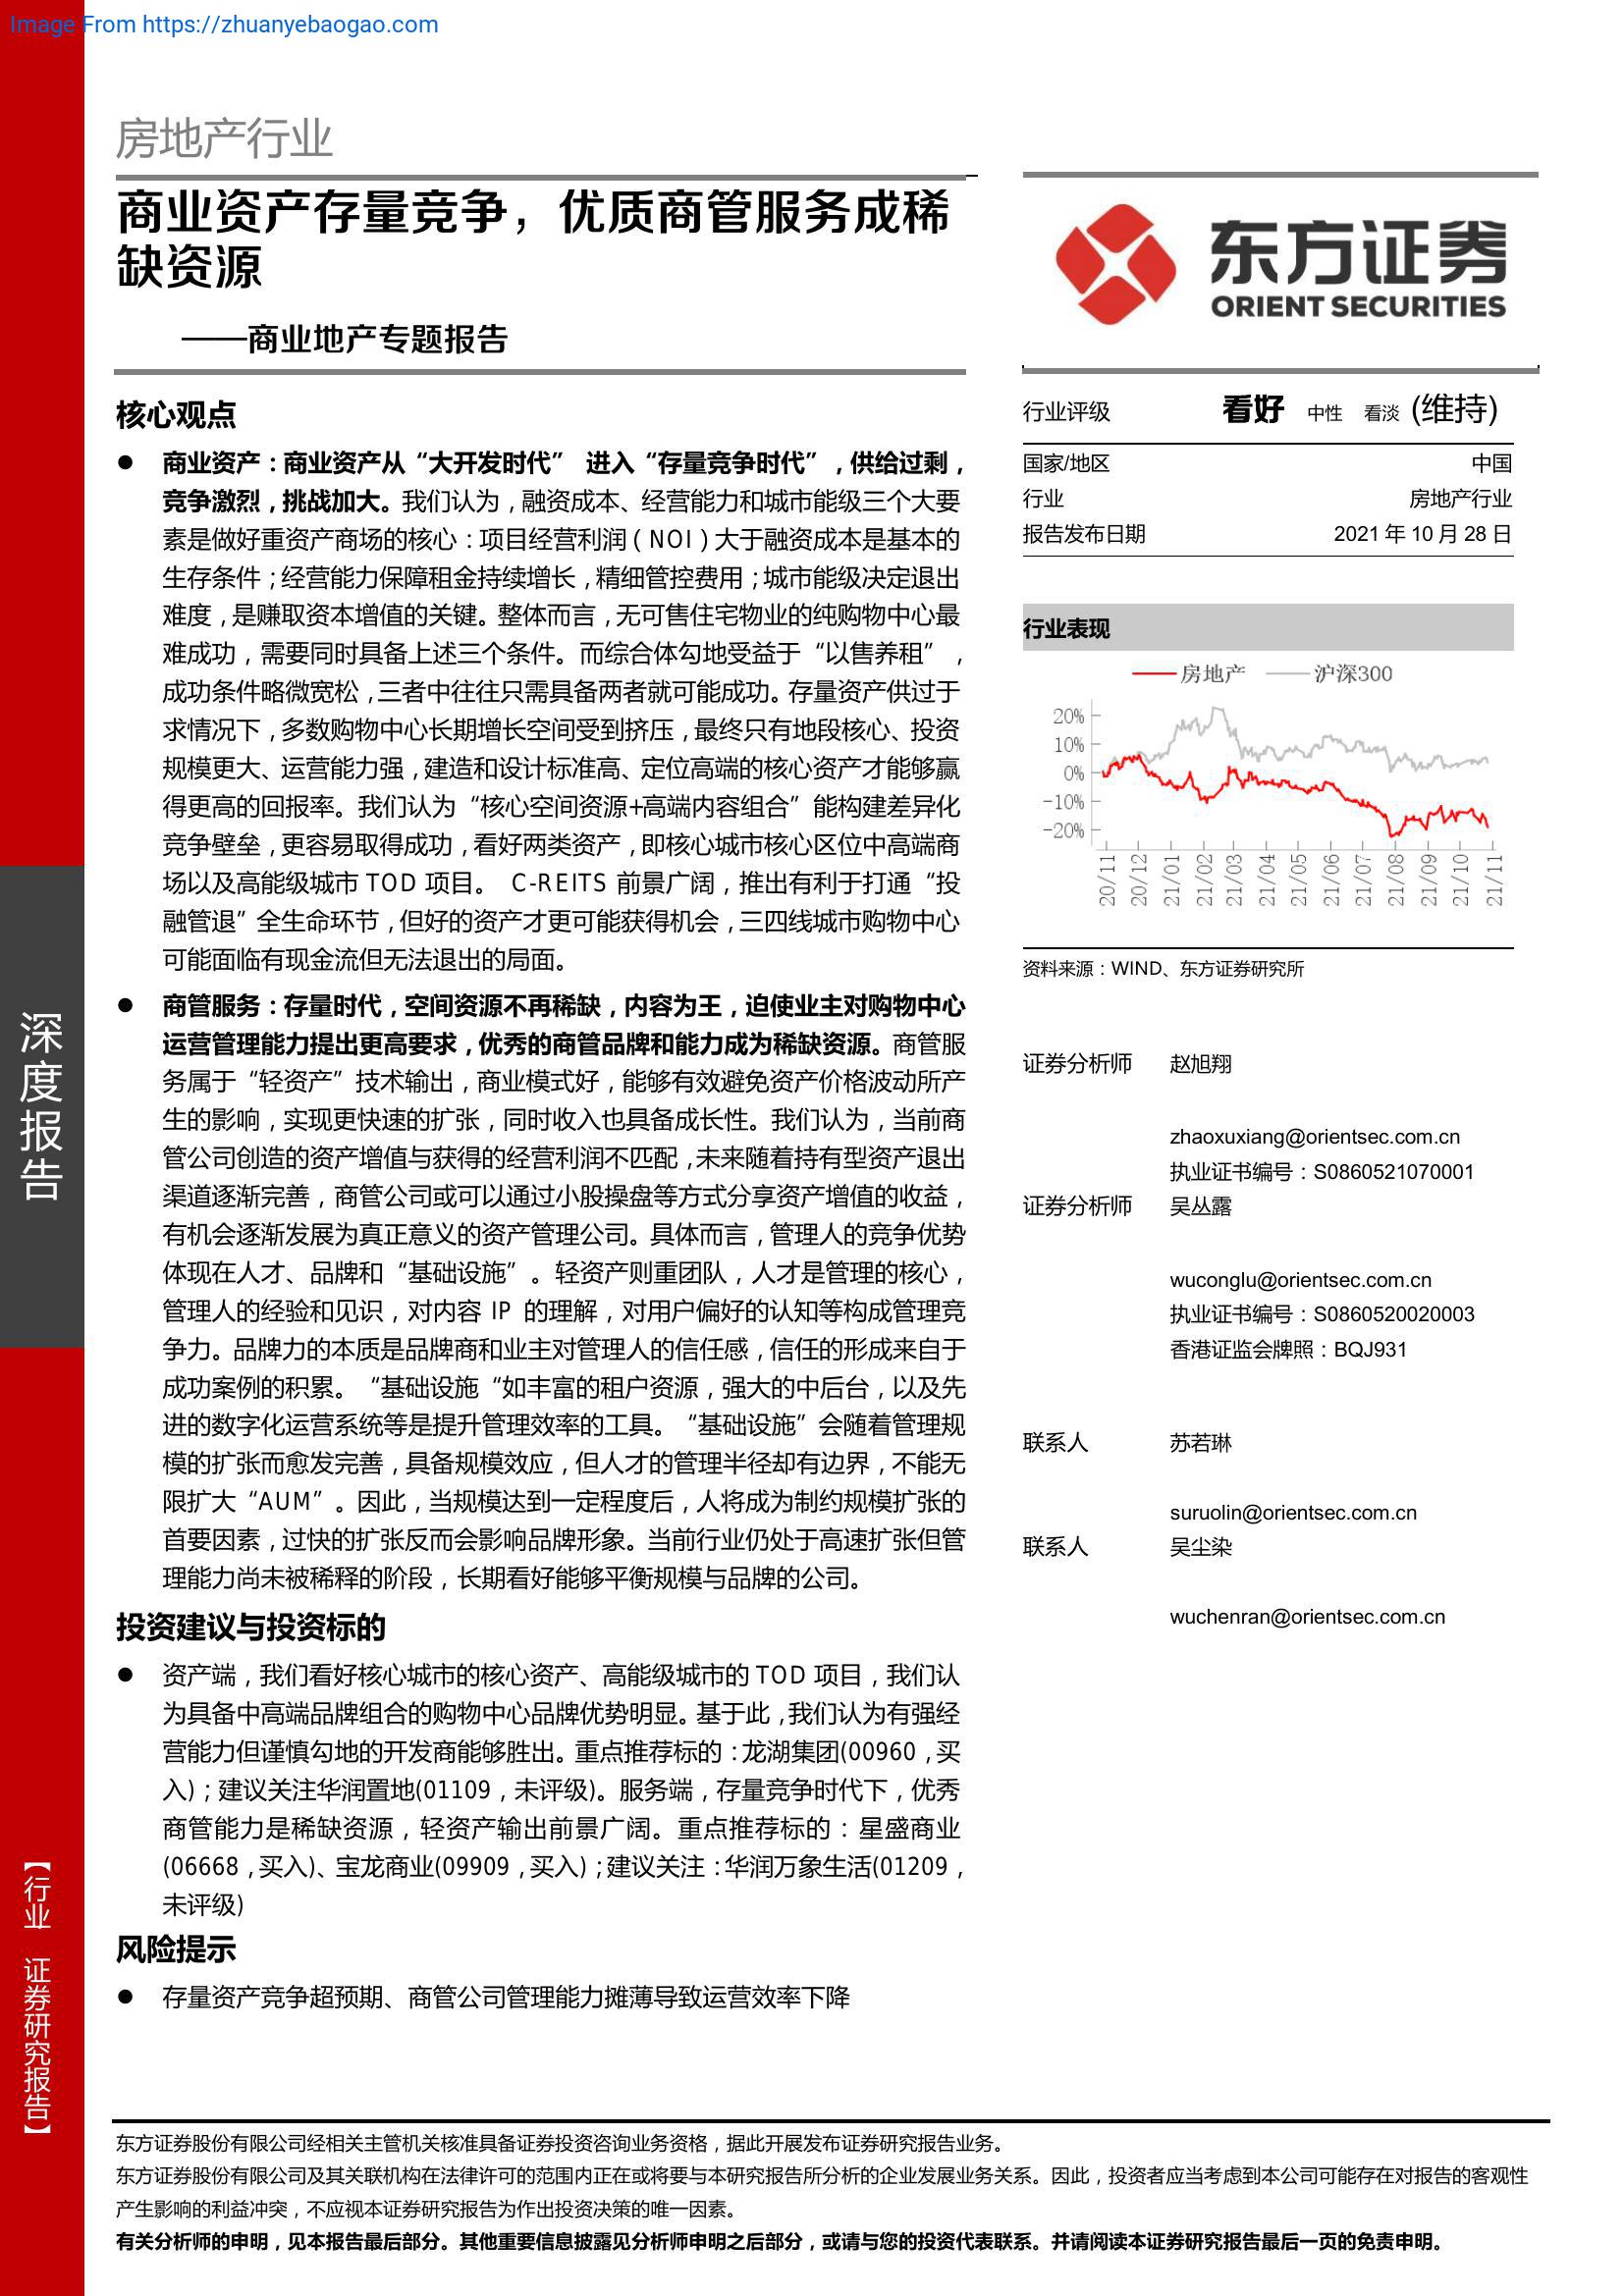 Image From https://zhuanyebaogao.com
房地产行业
商业资产存量竞争，优质商管服务成稀
缺资源
——商业地产专题报告
核心观点
● 商业资产：商业资产从“大开发时代” 进入“存量竞争时代”，供给过剩，
竞争激烈，挑战加大。我们认为，融资成本、经营能力和城市能级三个大要
素是做好重资产商场的核心：项目经营利润（NOI）大于融资成本是基本的
生存条件；经营能力保障租金持续增长，精细管控费用；城市能级决定退出
难度，是赚取资本增值的关键。整体而言，无可售住宅物业的纯购物中心最
难成功，需要同时具备上述三个条件。而综合体勾地受益于“以售养租”，
成功条件略微宽松，三者中往往只需具备两者就可能成功。存量资产供过于
求情况下，多数购物中心长期增长空间受到挤压，最终只有地段核心、投资
规模更大、运营能力强，建造和设计标准高、定位高端的核心资产才能够赢
得更高的回报率。我们认为“核心空间资源+高端内容组合”能构建差异化
竞争壁垒，更容易取得成功，看好两类资产，即核心城市核心区位中高端商
场以及高能级城市 TOD 项目。 C-REITS 前景广阔，推出有利于打通“投
融管退”全生命环节，但好的资产才更可能获得机会，三四线城市购物中心
可能面临有现金流但无法退出的局面。
● 商管服务：存量时代，空间资源不再稀缺，内容为王，迫使业主对购物中心
运营管理能力提出更高要求，优秀的商管品牌和能力成为稀缺资源。商管服
务属于“轻资产”技术输出，商业模式好，能够有效避免资产价格波动所产
生的影响，实现更快速的扩张，同时收入也具备成长性。我们认为，当前商
管公司创造的资产增值与获得的经营利润不匹配，未来随着持有型资产退出
渠道逐渐完善，商管公司或可以通过小股操盘等方式分享资产增值的收益，
有机会逐渐发展为真正意义的资产管理公司。具体而言，管理人的竞争优势
体现在人才、品牌和“基础设施”。轻资产则重团队，人才是管理的核心，
管理人的经验和见识，对内容 IP 的理解，对用户偏好的认知等构成管理竞
争力。品牌力的本质是品牌商和业主对管理人的信任感，信任的形成来自于
成功案例的积累。“基础设施“如丰富的租户资源，强大的中后台，以及先
进的数字化运营系统等是提升管理效率的工具。“基础设施”会随着管理规
模的扩张而愈发完善，具备规模效应，但人才的管理半径却有边界，不能无
限扩大“AUM”。因此，当规模达到一定程度后，人将成为制约规模扩张的
首要因素，过快的扩张反而会影响品牌形象。当前行业仍处于高速扩张但管
理能力尚未被稀释的阶段，长期看好能够平衡规模与品牌的公司。
投资建议与投资标的
● 资产端，我们看好核心城市的核心资产、高能级城市的 TOD 项目，我们认
为具备中高端品牌组合的购物中心品牌优势明显。基于此，我们认为有强经
营能力但谨慎勾地的开发商能够胜出。重点推荐标的：龙湖集团(00960，买
入)；建议关注华润置地(01109，未评级)。服务端，存量竞争时代下，优秀
商管能力是稀缺资源，轻资产输出前景广阔。重点推荐标的：星盛商业
(06668，买入)、宝龙商业(09909，买入)；建议关注：华润万象生活(01209，
未评级)
风险提示
● 存量资产竞争超预期、商管公司管理能力摊薄导致运营效率下降
东方证券
ORIENT SECURITIES
行业评级 看好 中性 看淡 (维持)
国家/地区 中国
行业 房地产行业
报告发布日期 2021 年 10 月 28 日
行业表现
房地产 沪深300
20%
10%
0%
-10%
-20%
20/11 20/12 21/01 21/02 21/03 21/04 21/05 21/06 21/07 21/08 21/09 21/10 21/11
资料来源：WIND、东方证券研究所
证券分析师 赵旭翔
zhaoxuxiang@orientsec.com.cn
执业证书编号：S0860521070001
证券分析师 吴丛露
wuconglu@orientsec.com.cn
执业证书编号：S0860520020003
香港证监会牌照：BQJ931
联系人 苏若琳
suruolin@orientsec.com.cn
联系人 吴尘染
wuchenran@orientsec.com.cn
深度报告
【行业 证券研究报告】
东方证券股份有限公司经相关主管机关核准具备证券投资咨询业务资格，据此开展发布证券研究报告业务。
东方证券股份有限公司及其关联机构在法律许可的范围内正在或将要与本研究报告所分析的企业发展业务关系。因此，投资者应当考虑到本公司可能存在对报告的客观性
产生影响的利益冲突，不应视本证券研究报告为作出投资决策的唯一因素。
有关分析师的申明，见本报告最后部分。其他重要信息披露见分析师申明之后部分，或请与您的投资代表联系。并请阅读本证券研究报告最后一页的免责申明。